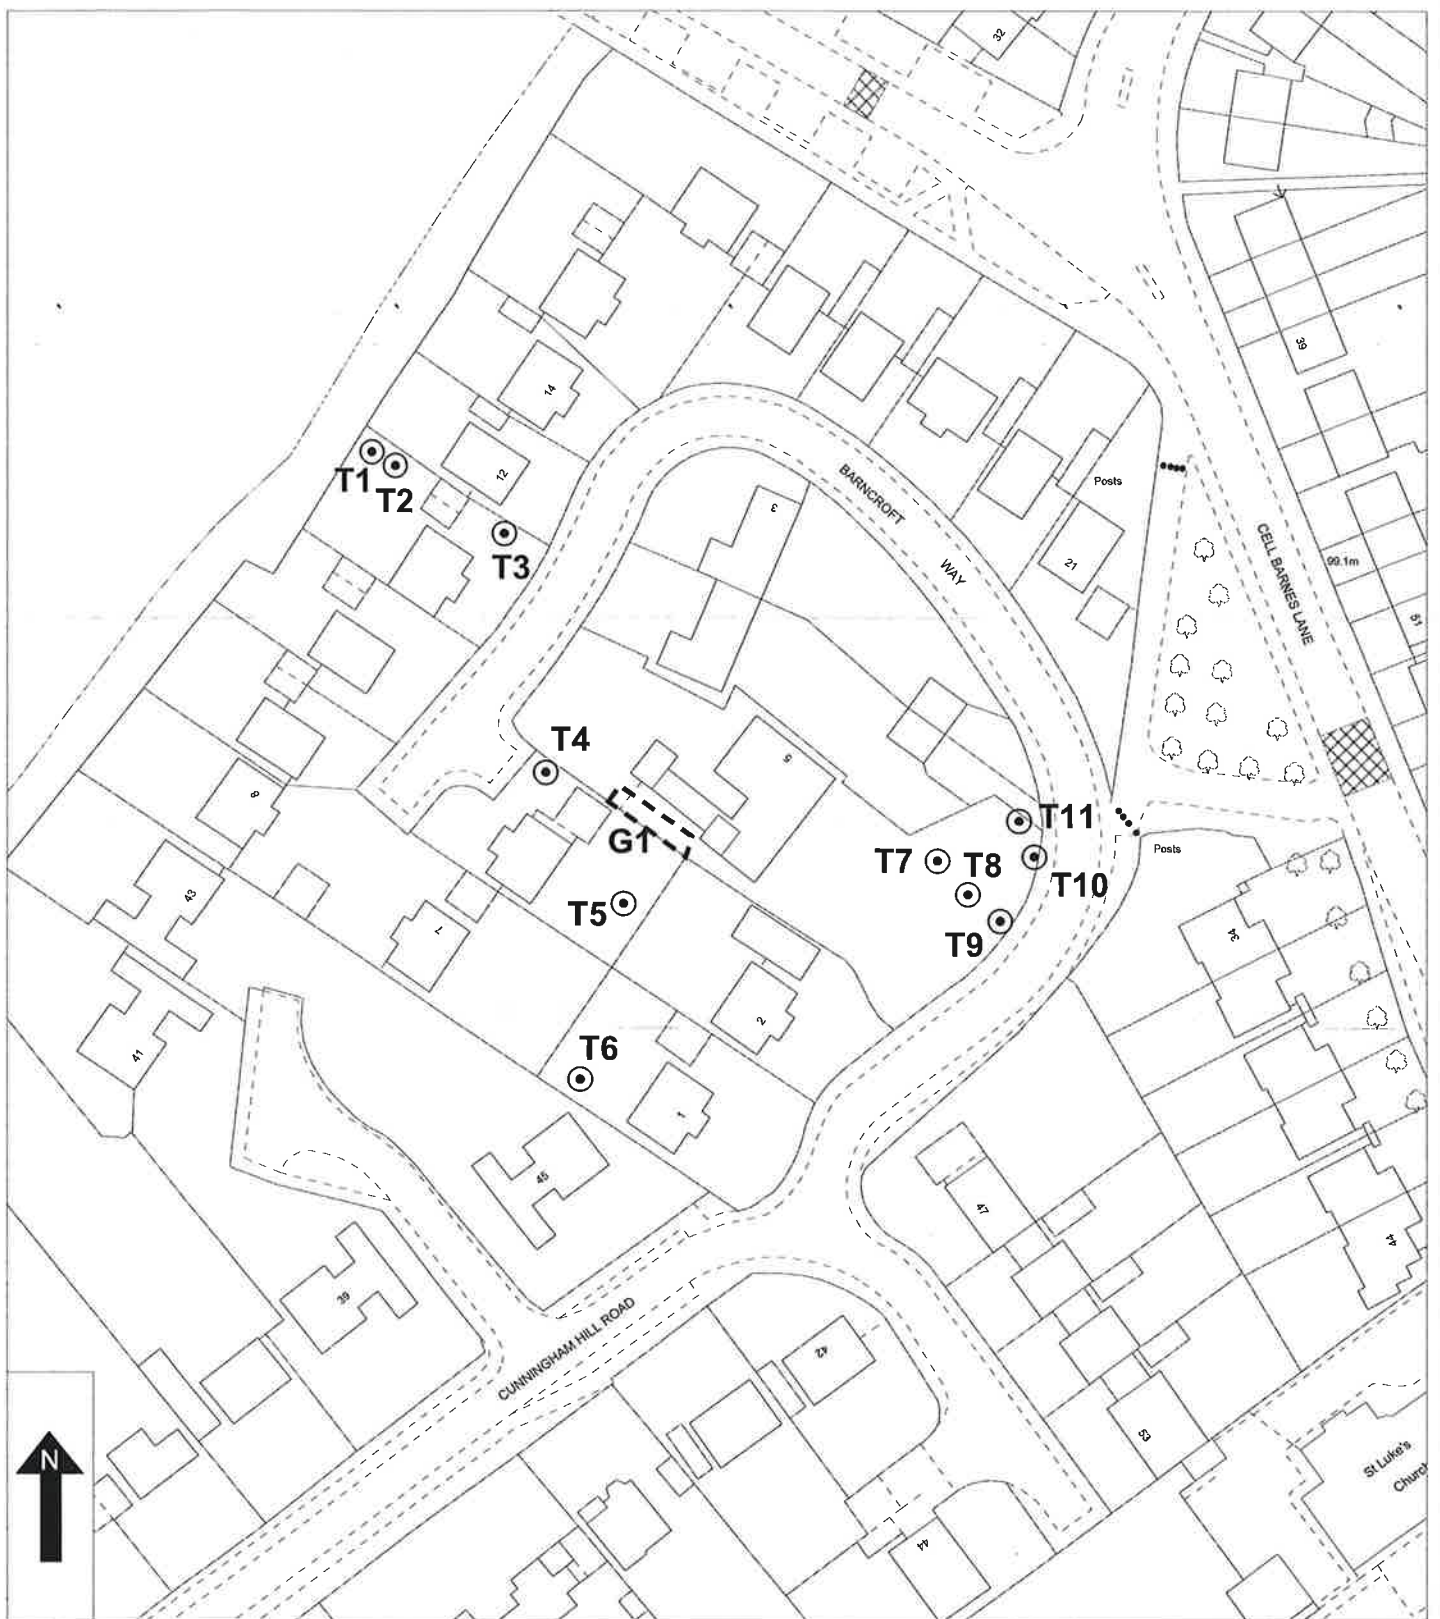 32
14
12
T1
T2
T3
3
BARNCROFT
WAY
Posts
21
39
CELL BARNES LANE
99.1m
51
T4
5
G1
T5
T6
T7
T8
T9
T10
T11
Posts
8
43
7
41
2
1
45
39
34
47
44
53
42
44
CUNNINGHAM HILL ROAD
St Luke's
Church
N